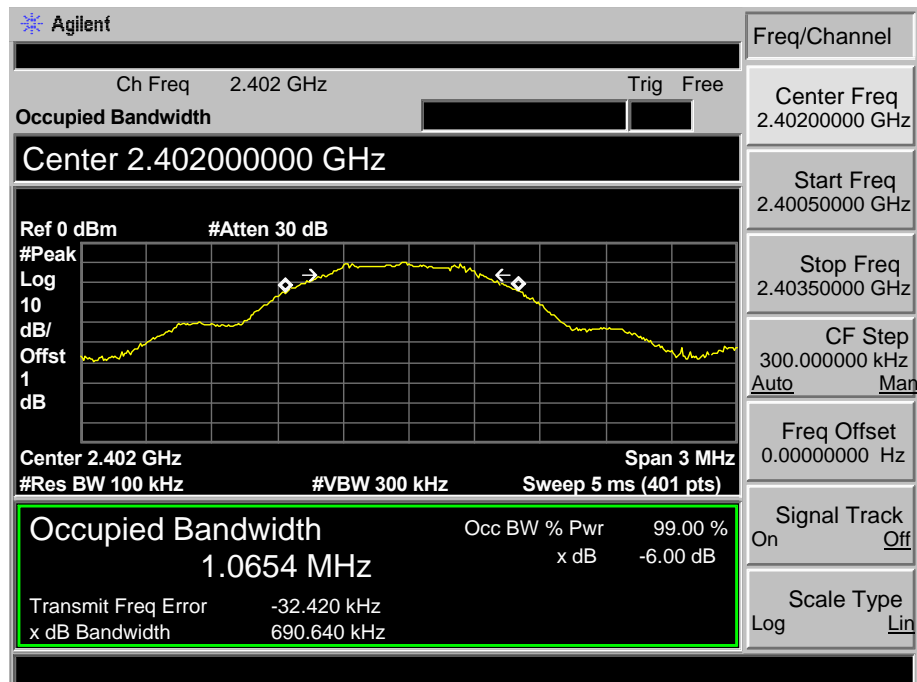 Agilent
Freq/Channel
Ch Freq 2.402 GHz Trig Free
Occupied Bandwidth
Center 2.402000000 GHz
Ref 0 dBm #Atten 30 dB
#Peak
Log
10
dB/
Offst
1
dB
Center 2.402 GHz Span 3 MHz
#Res BW 100 kHz #VBW 300 kHz Sweep 5 ms (401 pts)
Occupied Bandwidth Occ BW % Pwr 99.00 %
1.0654 MHz x dB -6.00 dB
Transmit Freq Error -32.420 kHz
x dB Bandwidth 690.640 kHz
Center Freq
2.40200000 GHz
Start Freq
2.40050000 GHz
Stop Freq
2.40350000 GHz
CF Step
300.000000 kHz
Auto Man
Freq Offset
0.00000000 Hz
Signal Track
On Off
Scale Type
Log Lin